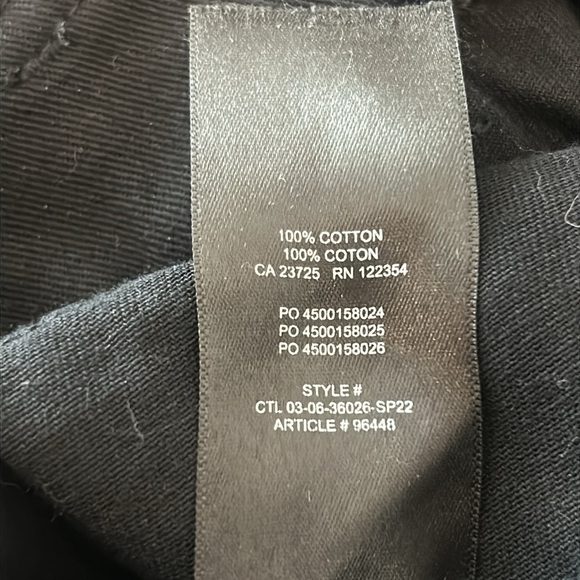 100% COTTON
100% COTON
CA 23725 RN 122354
PO 4500158024
PO 4500158025
PO 4500158026
STYLE #
CTL 03-06-36026-SP22
ARTICLE # 96448